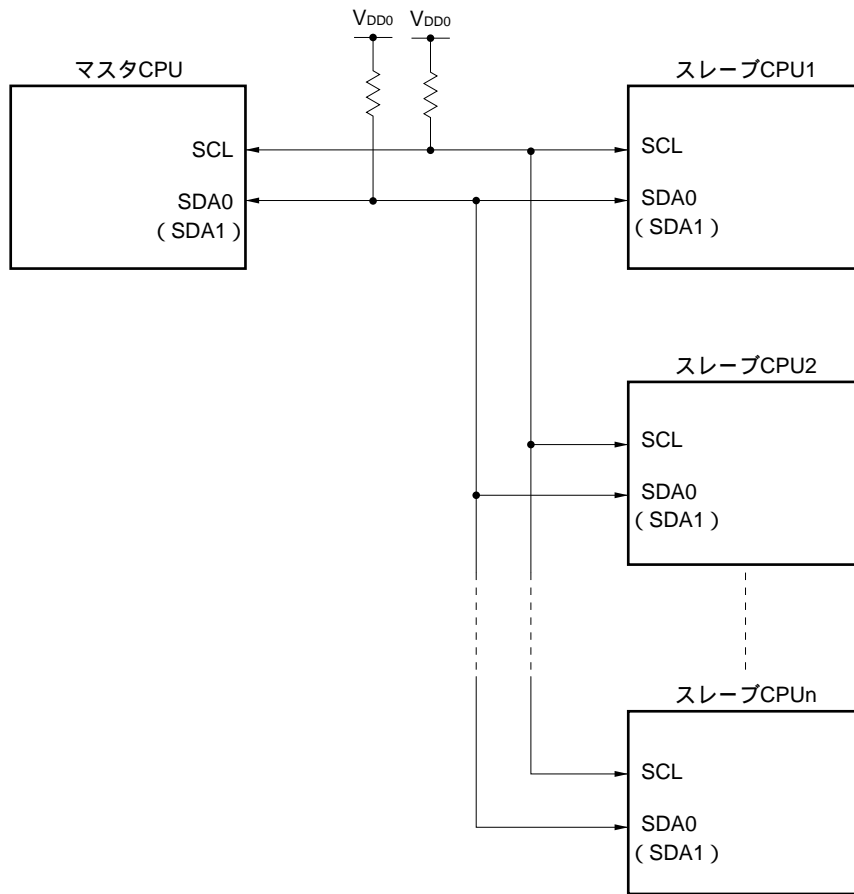 VDD0 VDD0
マスタCPU
SCL
SDA0
(SDA1)
スレーブCPU1
SCL
SDA0
(SDA1)
スレーブCPU2
SCL
SDA0
(SDA1)
スレーブCPUn
SCL
SDA0
(SDA1)